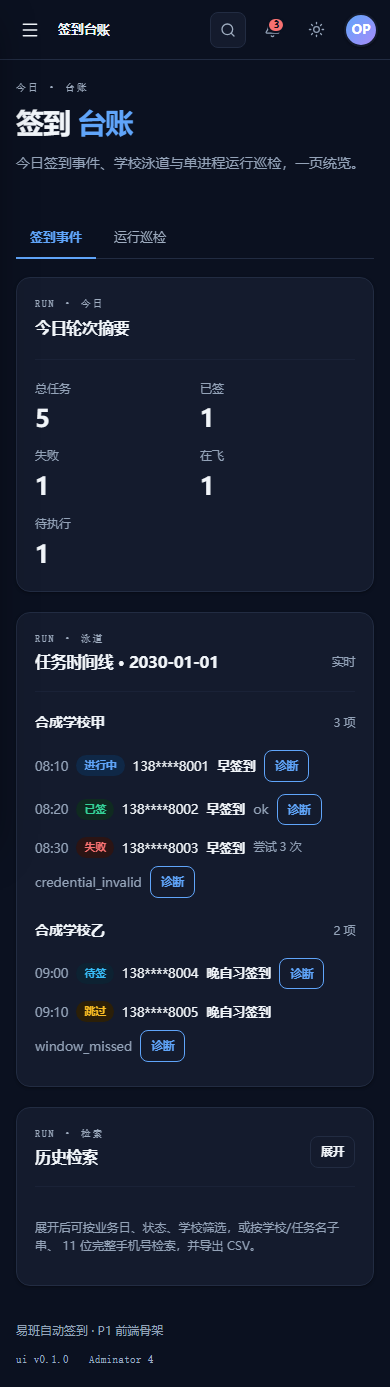 签到台账
3
OP
今日 • 台账
签到 台账
今日签到事件、学校泳道与单进程运行巡检，一页统览。
签到事件 运行巡检
RUN • 今日
今日轮次摘要
总任务 已签
5 1
失败 在飞
1 1
待执行
1
RUN • 泳道
任务时间线 • 2030-01-01 实时
合成学校甲 3 项
08:10 进行中 138****8001 早签到 诊断
08:20 已签 138****8002 早签到 ok 诊断
08:30 失败 138****8003 早签到 尝试 3 次
credential_invalid 诊断
合成学校乙 2 项
09:00 待签 138****8004 晚自习签到 诊断
09:10 跳过 138****8005 晚自习签到
window_missed 诊断
RUN • 检索
历史检索 展开
展开后可按业务日、状态、学校筛选，或按学校/任务名子
串、 11 位完整手机号检索，并导出 CSV。
易班自动签到 · P1 前端骨架
ui v0.1.0 Adminator 4